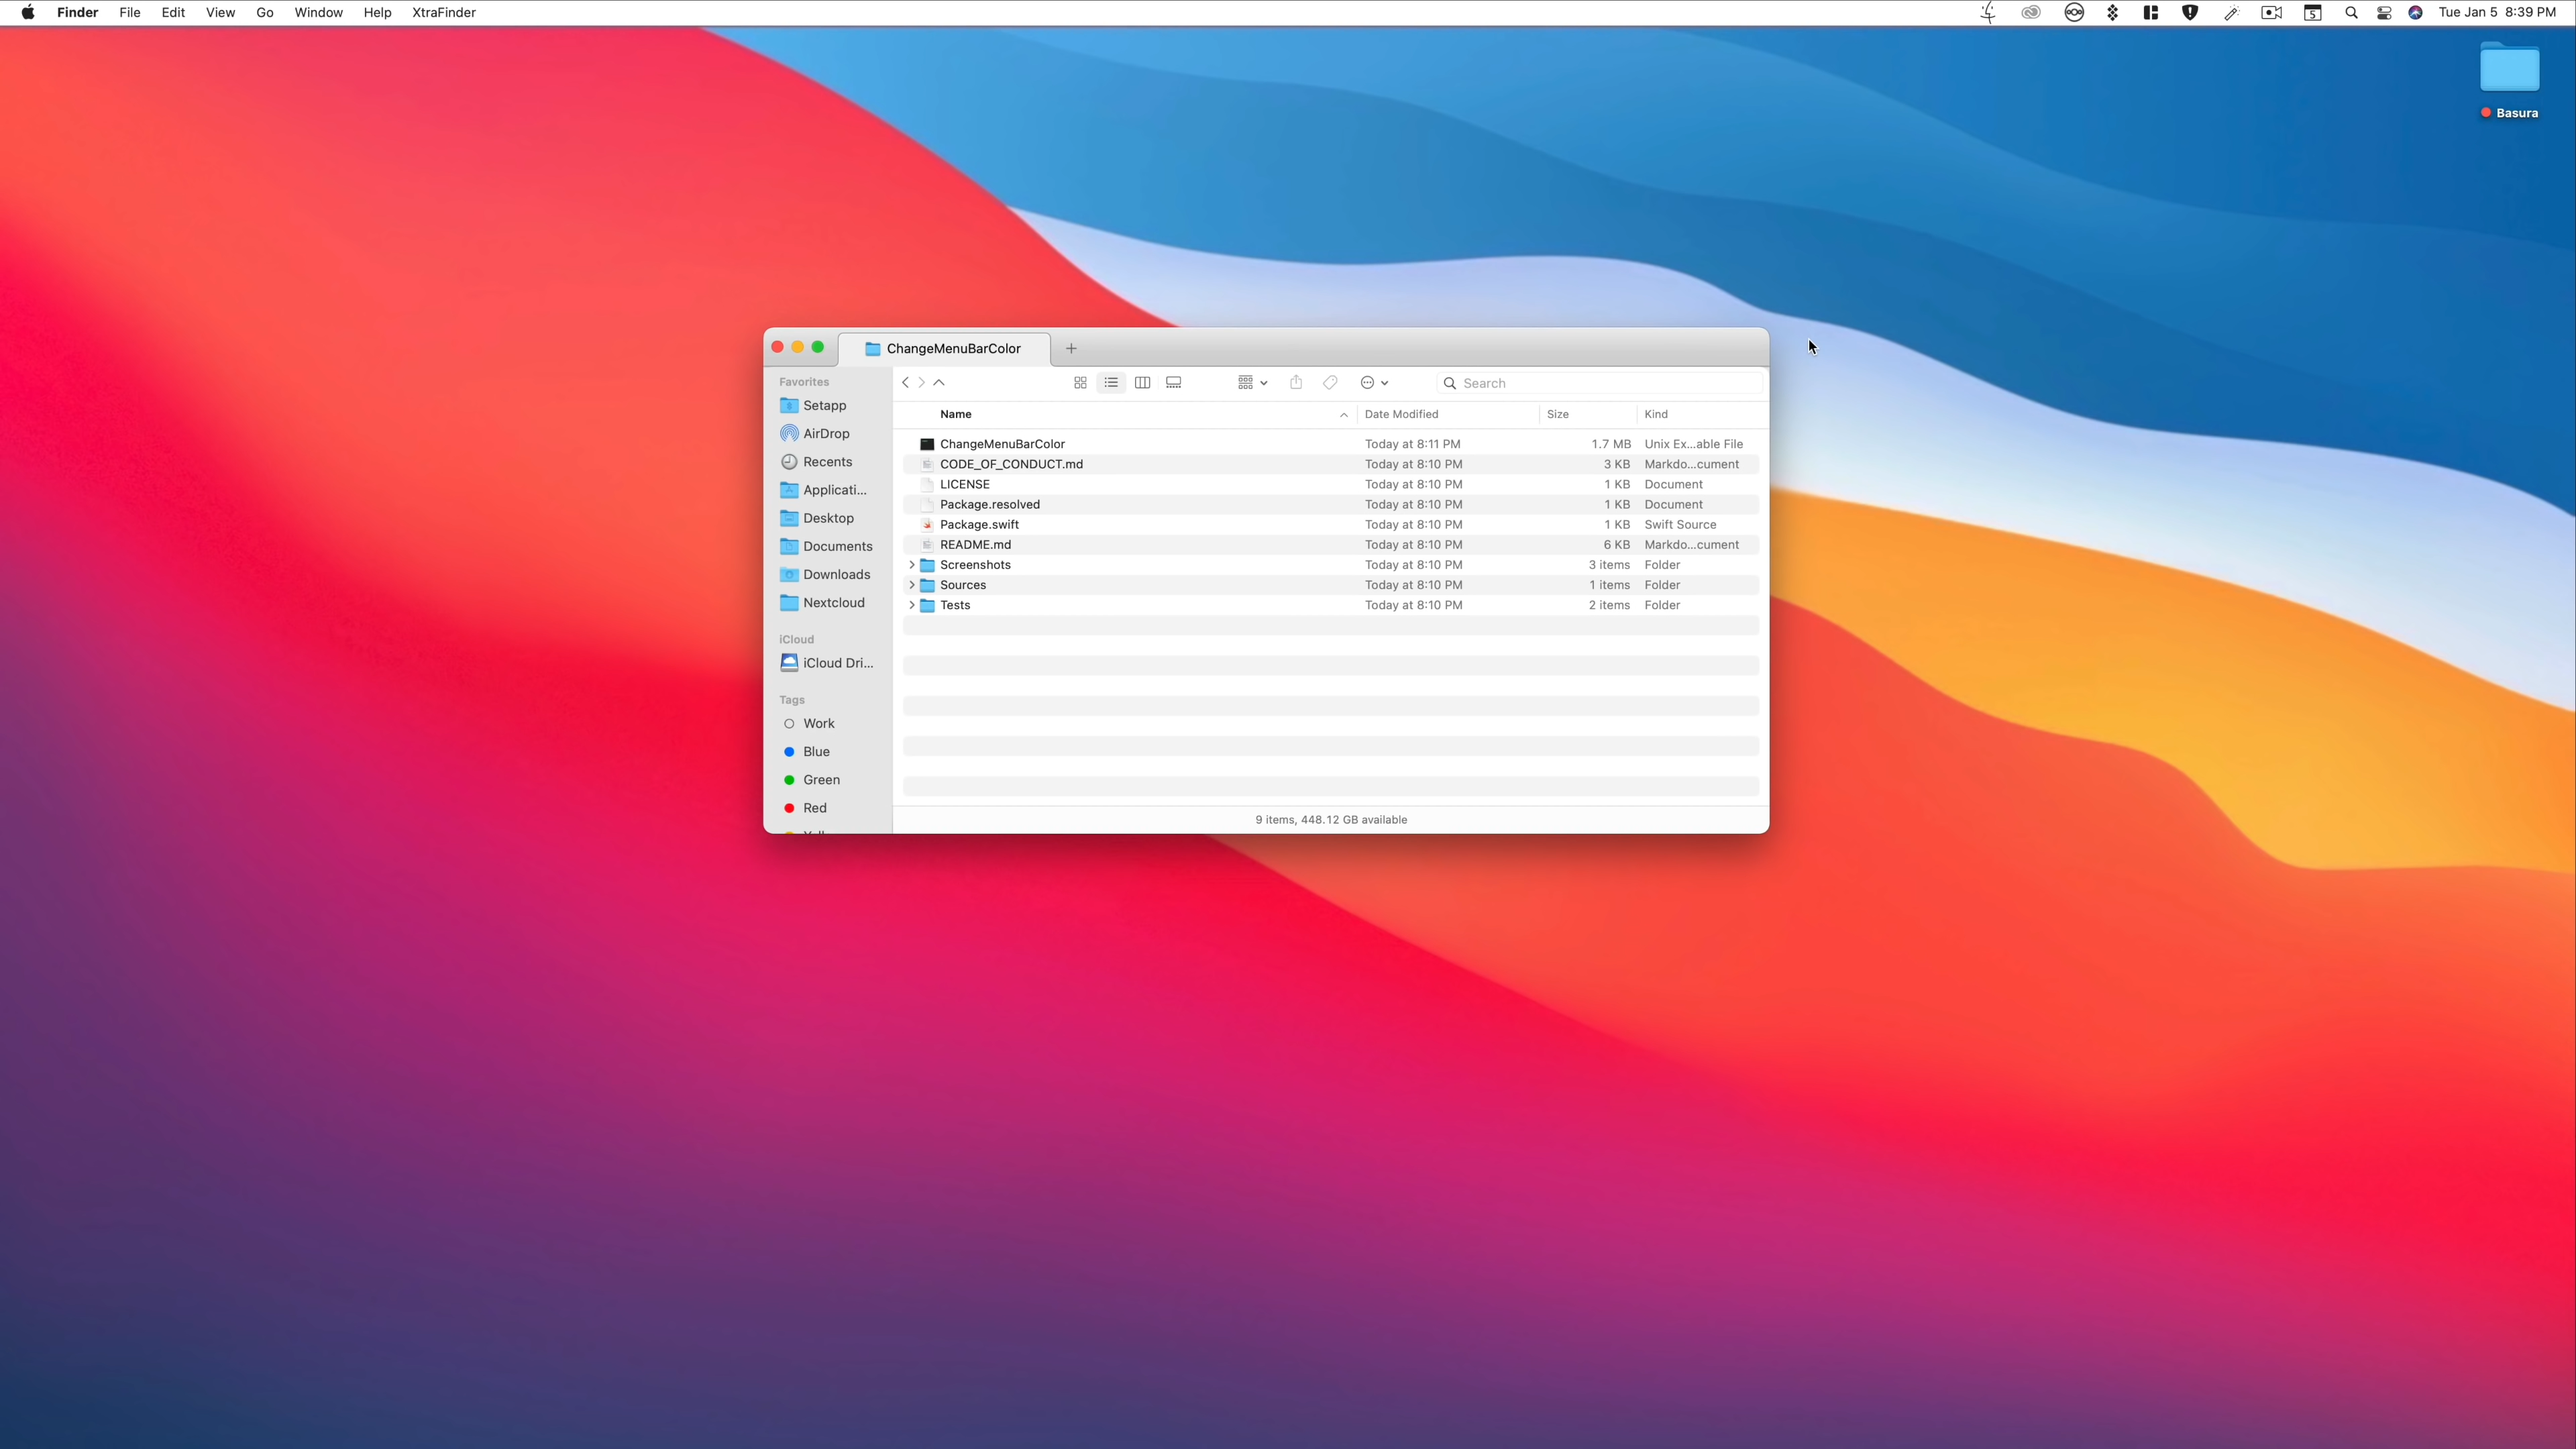 Finder File Edit View Go Window Help XtraFinder 5 Tue Jan 5 8:39 PM
Basura
ChangeMenuBarColor
Favorites
Setapp
AirDrop
Recents
Applicati...
Desktop
Documents
Downloads
Nextcloud
iCloud
iCloud Dri...
Tags
Work
Blue
Green
Red
Search
Name Date Modified Size Kind
ChangeMenuBarColor Today at 8:11 PM 1.7 MB Unix Ex...able File
CODE_OF_CONDUCT.md Today at 8:10 PM 3 KB Markdo...cument
LICENSE Today at 8:10 PM 1 KB Document
Package.resolved Today at 8:10 PM 1 KB Document
Package.swift Today at 8:10 PM 1 KB Swift Source
README.md Today at 8:10 PM 6 KB Markdo...cument
Screenshots Today at 8:10 PM 3 items Folder
Sources Today at 8:10 PM 1 items Folder
Tests Today at 8:10 PM 2 items Folder
9 items, 448.12 GB available